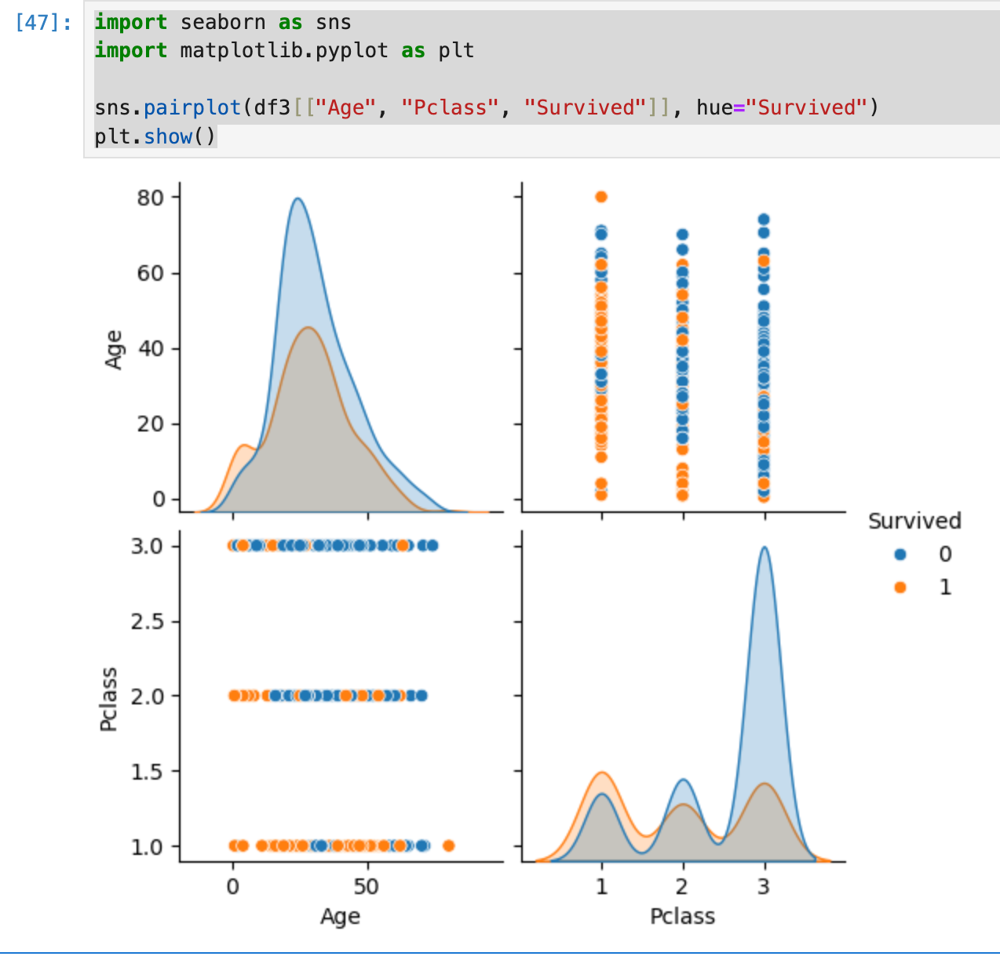 [47]:
import seaborn as sns
import matplotlib.pyplot as plt
sns.pairplot(df3[["Age", "Pclass", "Survived"]], hue="Survived")
plt.show()
80
60
40
20
0
Age
3.0
2.5
2.0
1.5
1.0
Pclass
0 50
Age
1 2 3
Pclass
Survived
0
1